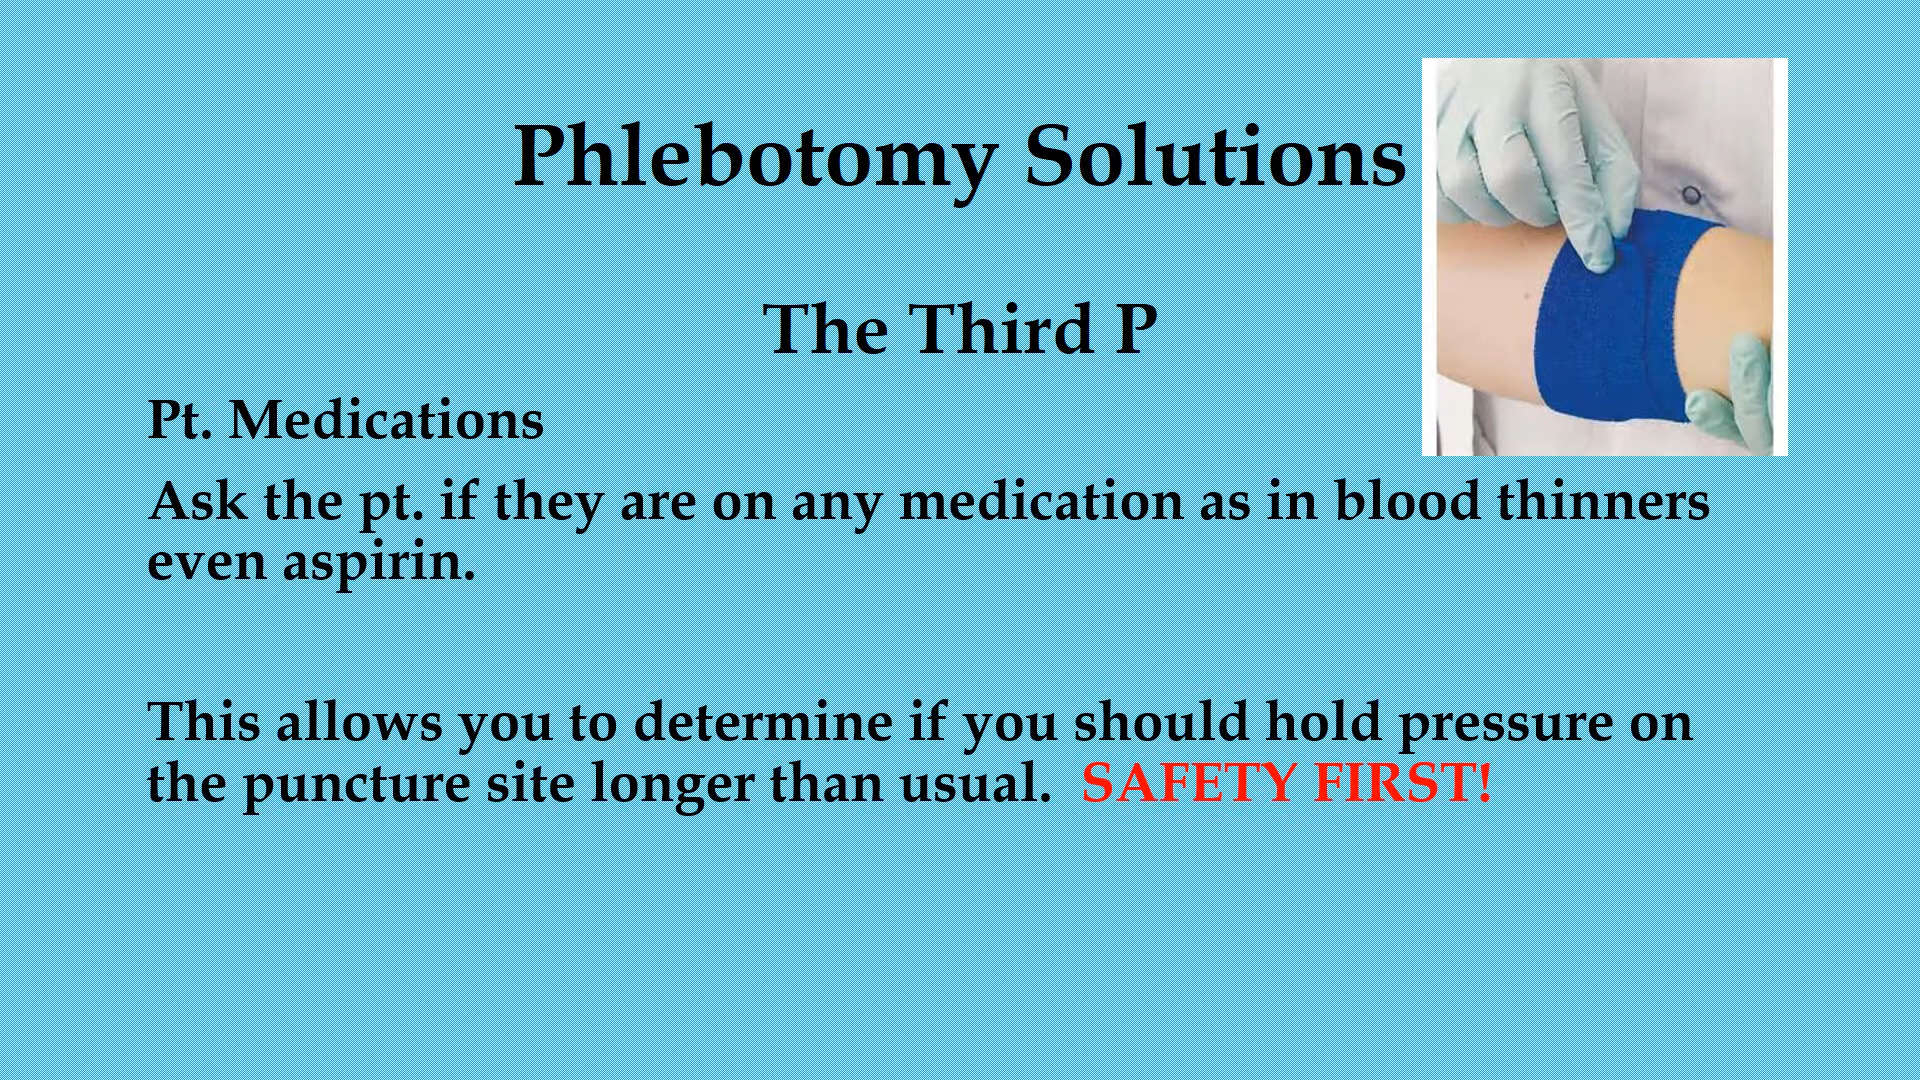 Phlebotomy Solutions
The Third P
Pt. Medications
Ask the pt. if they are on any medication as in blood thinners
even aspirin.
This allows you to determine if you should hold pressure on
the puncture site longer than usual. SAFETY FIRST!